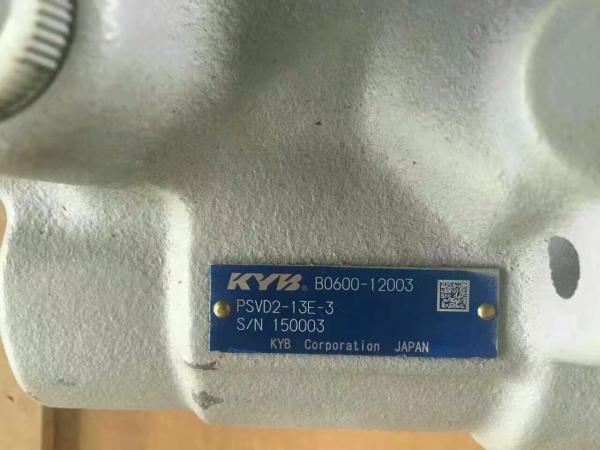 KYB® B0600-12003
PSVD2-13E-3
S/N 150003
KYB Corporation JAPAN